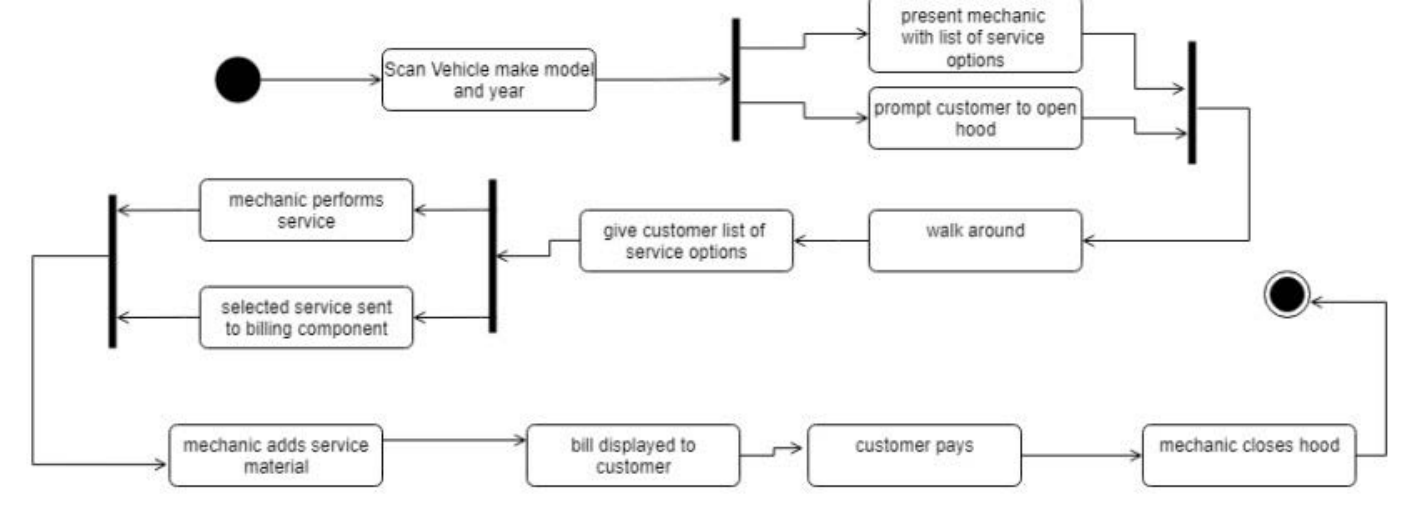 Scan Vehicle make model
and year
present mechanic
with list of service
options
prompt customer to open
hood
walk around
give customer list of
service options
mechanic performs
service
selected service sent
to billing component
mechanic adds service
material
bill displayed to
customer
customer pays
mechanic closes hood